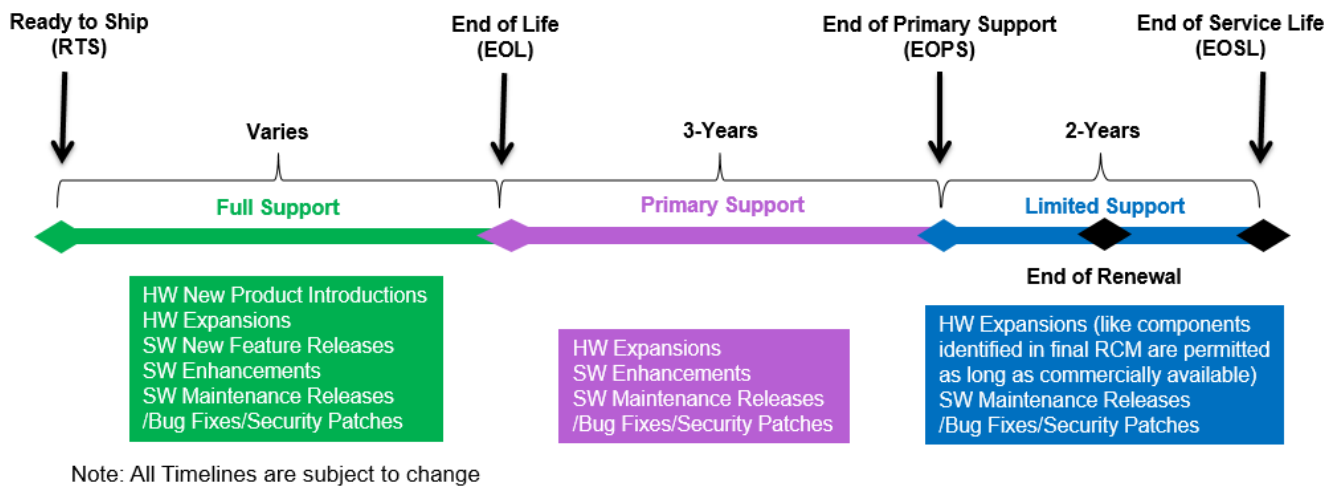 Ready to Ship
(RTS)
End of Life
(EOL)
End of Primary Support
(EOPS)
End of Service Life
(EOSL)
Varies
3-Years
2-Years
Full Support
Primary Support
Limited Support
End of Renewal
HW New Product Introductions
HW Expansions
SW New Feature Releases
SW Enhancements
SW Maintenance Releases
/Bug Fixes/Security Patches
HW Expansions
SW Enhancements
SW Maintenance Releases
/Bug Fixes/Security Patches
HW Expansions (like components
identified in final RCM are permitted
as long as commercially available)
SW Maintenance Releases
/Bug Fixes/Security Patches
Note: All Timelines are subject to change